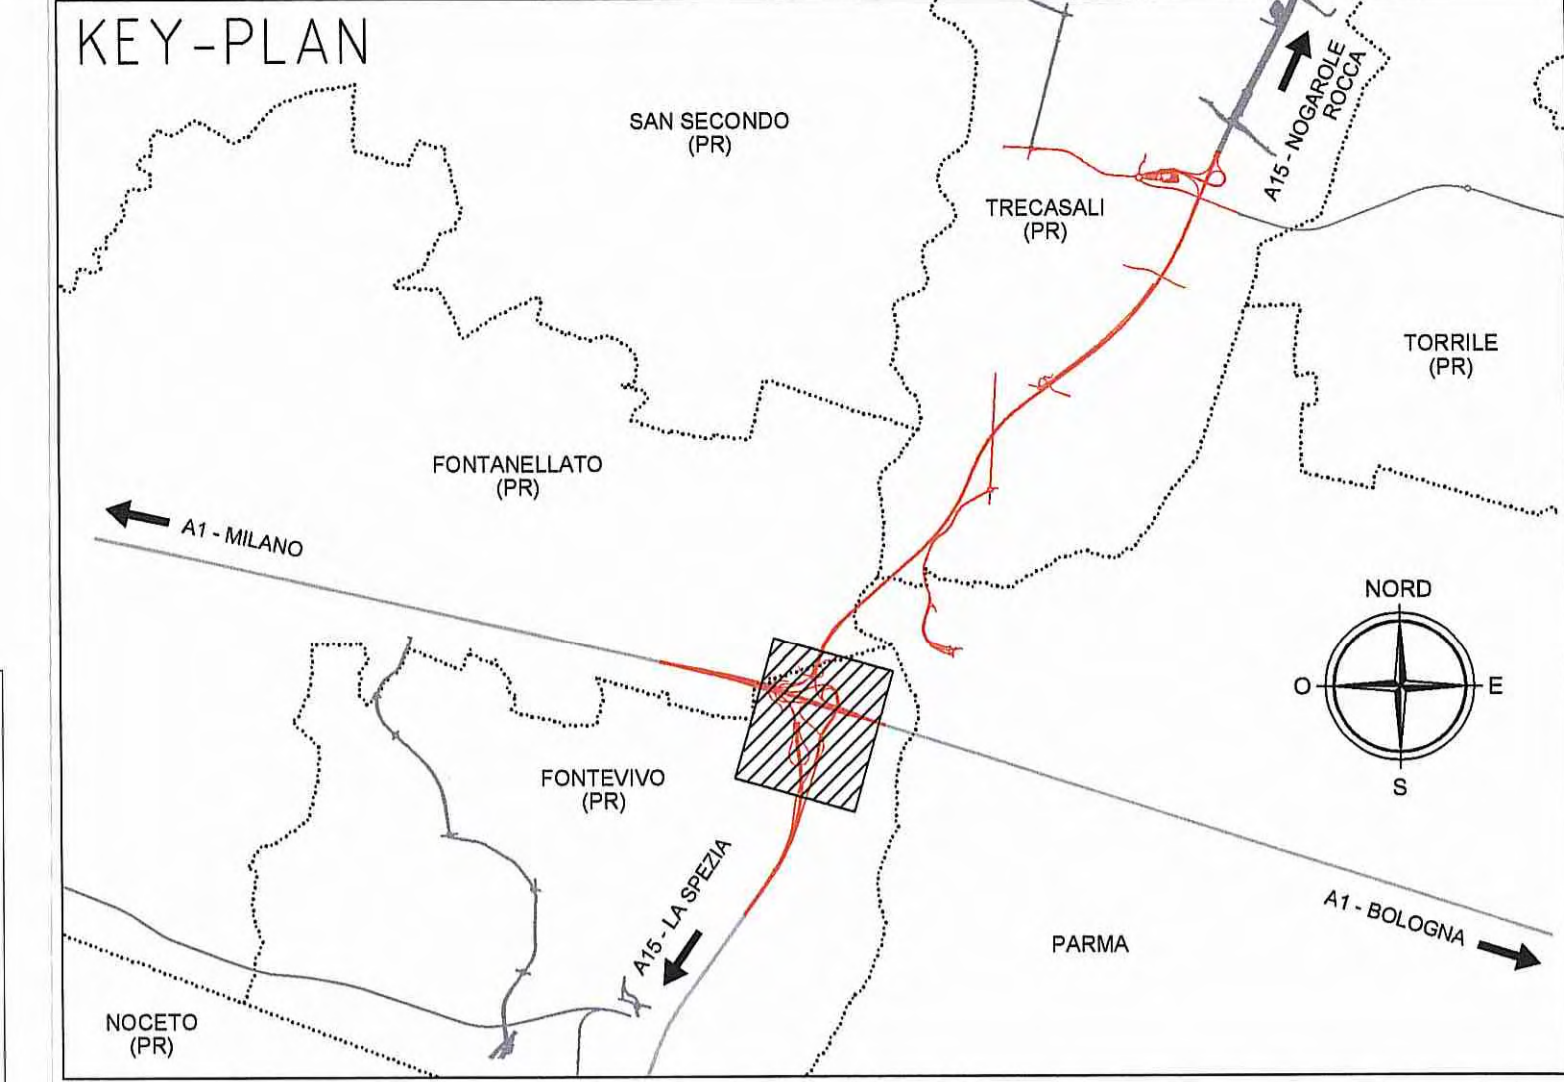 KEY-PLAN
SAN SECONDO
(PR)
A15 - NOGAROLE
ROCCA
TRECASALI
(PR)
TORRILE
(PR)
FONTANELLATO
(PR)
A1 - MILANO
NORD
O
E
S
FONTEVIVO
(PR)
A15 - LA SPEZIA
A1 - BOLOGNA
PARMA
NOCETO
(PR)